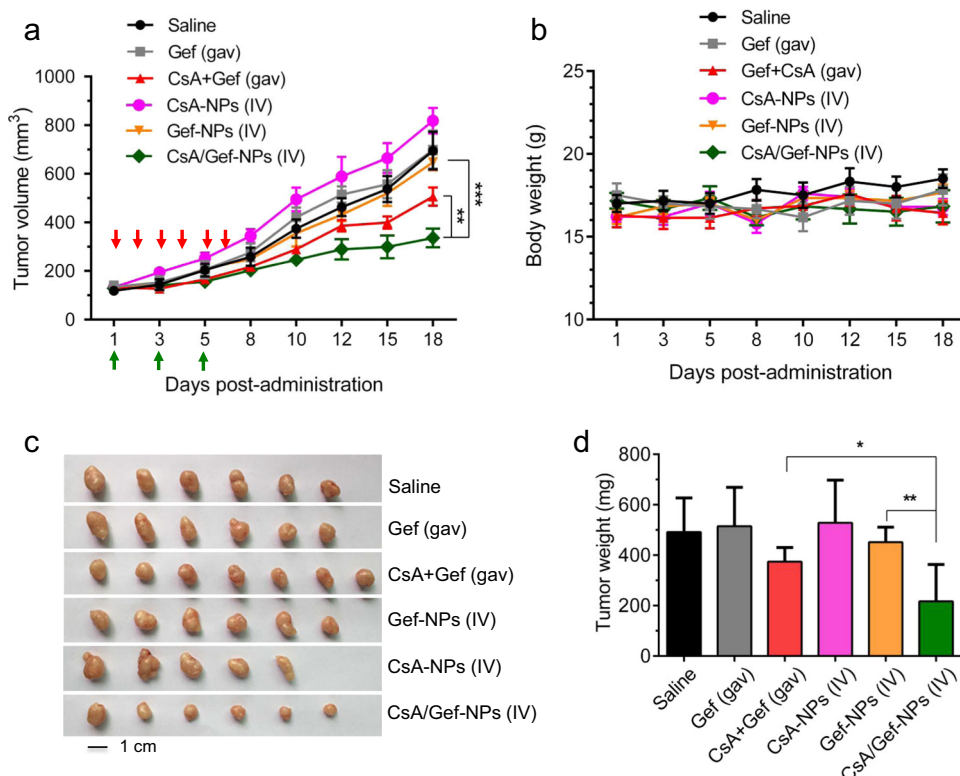 a
Saline
Gef (gav)
CsA+Gef (gav)
CsA-NPs (IV)
Gef-NPs (IV)
CsA/Gef-NPs (IV)
Tumor volume (mm³)
1000
800
600
400
200
0
***
**
1 3 5 8 10 12 15 18
Days post-administration
b
Saline
Gef (gav)
Gef+CsA (gav)
CsA-NPs (IV)
Gef-NPs (IV)
CsA/Gef-NPs (IV)
Body weight (g)
25
20
15
10
1 3 5 8 10 12 15 18
Days post-administration
c
Saline
Gef (gav)
CsA+Gef (gav)
Gef-NPs (IV)
CsA-NPs (IV)
CsA/Gef-NPs (IV)
1 cm
d
Tumor weight (mg)
800
600
400
200
0
*
**
Saline
Gef (gav)
CsA+Gef (gav)
CsA-NPs (IV)
Gef-NPs (IV)
CsA/Gef-NPs (IV)